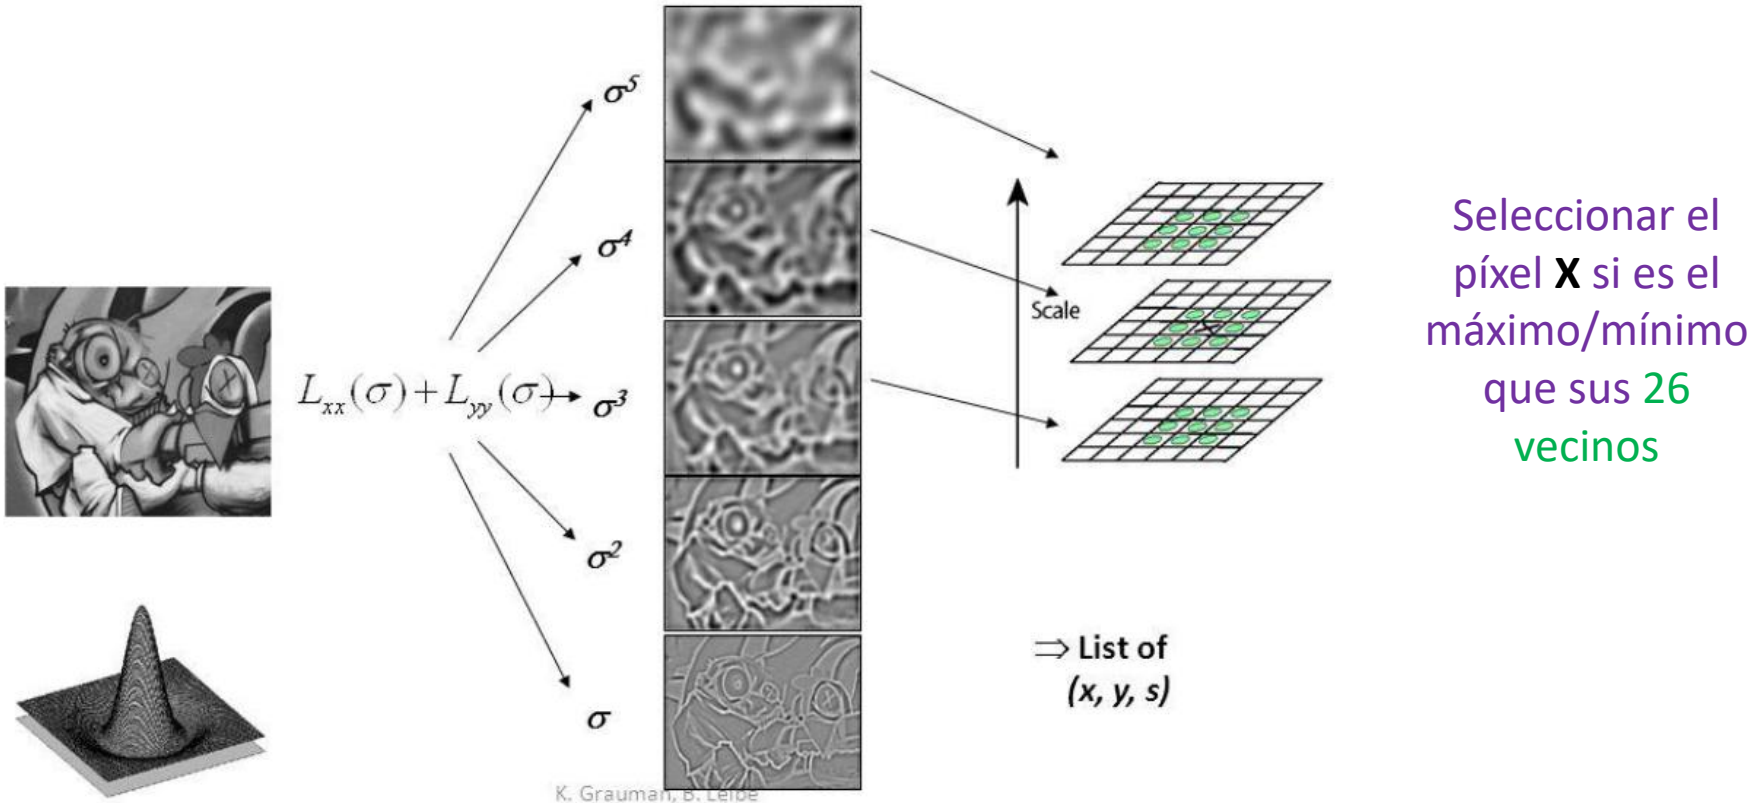 σ⁵
σ⁴
Lₓₓ(σ) + Lᵧᵧ(σ)
σ³
σ²
σ
Scale
Seleccionar el
píxel X si es el
máximo/mínimo
que sus 26
vecinos
⇒ List of
(x, y, s)
K. Grauman, B. Leibe